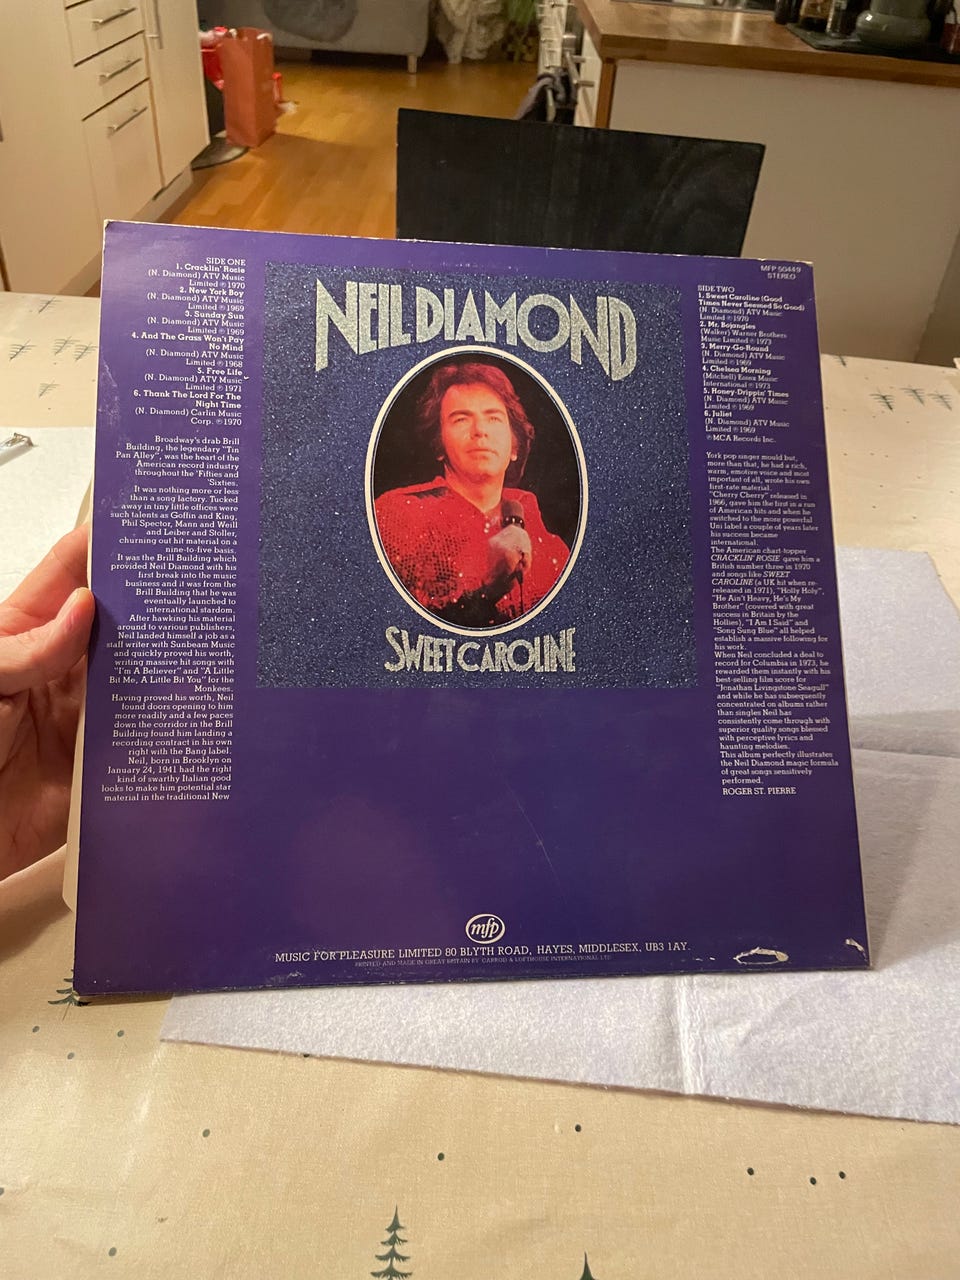 SIDE ONE
1. Cracklin' Rosie
(N. Diamond) ATV Music
Limited ℗ 1970
2. New York Boy
(N. Diamond) ATV Music
Limited ℗ 1969
3. Sunday Sun
(N. Diamond) ATV Music
Limited ℗ 1969
4. And The Grass Won't Pay
No Mind
(N. Diamond) ATV Music
Limited ℗ 1968
5. Free Life
(N. Diamond) ATV Music
Limited ℗ 1971
6. Thank The Lord For The
Night Time
(N. Diamond) Carlin Music
Corp. ℗ 1970
Broadway's drab Brill
Building, the legendary "Tin
Pan Alley", was the heart of the
American record industry
throughout the 'Fifties and
'Sixties.
It was nothing more or less
than a song factory. Tucked
away in tiny little offices were
such talents as Goffin and King,
Phil Spector, Mann and Weill
and Leiber and Stoller,
churning out hit material on a
nine-to-five basis.
It was the Brill Building which
provided Neil Diamond with his
first break into the music
business and it was from the
Brill Building that he was
eventually launched to
international stardom.
After hawking his material
around to various publishers,
Neil landed himself a job as a
staff writer with Sunbeam Music
and quickly proved his worth,
writing massive hit songs with
"I'm A Believer" and "A Little
Bit Me, A Little Bit You" for the
Monkees.
Having proved his worth, Neil
found doors opening to him
more readily and a few paces
down the corridor in the Brill
Building found him landing a
recording contract in his own
right with the Bang label.
Neil, born in Brooklyn on
January 24, 1941 had the right
kind of swarthy Italian good
looks to make him potential star
material in the traditional New
NEIL DIAMOND
SWEET CAROLINE
MFP 50449
STEREO
SIDE TWO
1. Sweet Caroline (Good
Times Never Seemed So Good)
(N. Diamond) ATV Music
Limited ℗ 1970
2. Mr. Bojangles
(Walker) Warner Brothers
Music Limited ℗ 1973
3. Merry-Go-Round
(N. Diamond) ATV Music
Limited ℗ 1969
4. Chelsea Morning
(Mitchell) Essex Music
International ℗ 1973
5. Honey-Drippin' Times
(N. Diamond) ATV Music
Limited ℗ 1969
6. Juliet
(N. Diamond) ATV Music
Limited ℗ 1969
℗ MCA Records Inc.
York pop singer mould but,
more than that, he had a rich,
warm, emotive voice and most
important of all, wrote his own
first-rate material.
"Cherry Cherry" released in
1966, gave him the first in a run
of American hits and when he
switched to the more powerful
Uni label a couple of years later
his success became
international.
The American chart-topper
CRACKLIN' ROSIE gave him a
British number three in 1970
and songs like SWEET
CAROLINE (a UK hit when re-
released in 1971), "Holly Holy",
"He Ain't Heavy, He's My
Brother" (covered with great
success in Britain by the
Hollies), "I am I Said" and
"Song Sung Blue" all helped
establish a massive following for
his work.
When Neil concluded a deal to
record for Columbia in 1973, he
rewarded them instantly with his
best-selling film score for
"Jonathan Livingstone Seagull"
and while he has subsequently
concentrated on albums rather
than singles Neil has
consistently come through with
superior quality songs blessed
with perceptive lyrics and
haunting melodies.
This album perfectly illustrates
the Neil Diamond magic formula
of great songs sensitively
performed.
ROGER ST. PIERRE
mfp
MUSIC FOR PLEASURE LIMITED 80 BLYTH ROAD, HAYES, MIDDLESEX, UB3 1AY.
PRINTED AND MADE IN GREAT BRITAIN BY GARROD & LOFTHOUSE INTERNATIONAL LTD